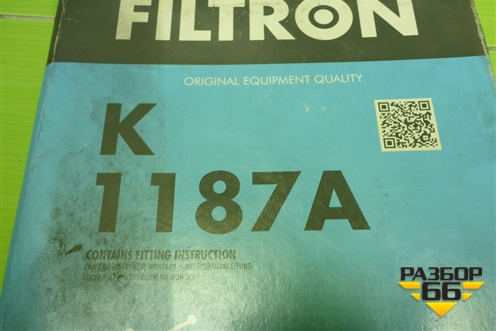 FILTRON
ORIGINAL EQUIPMENT QUALITY
K
1187A
CONTAINS FITTING INSTRUCTION
РАЗБОР
66